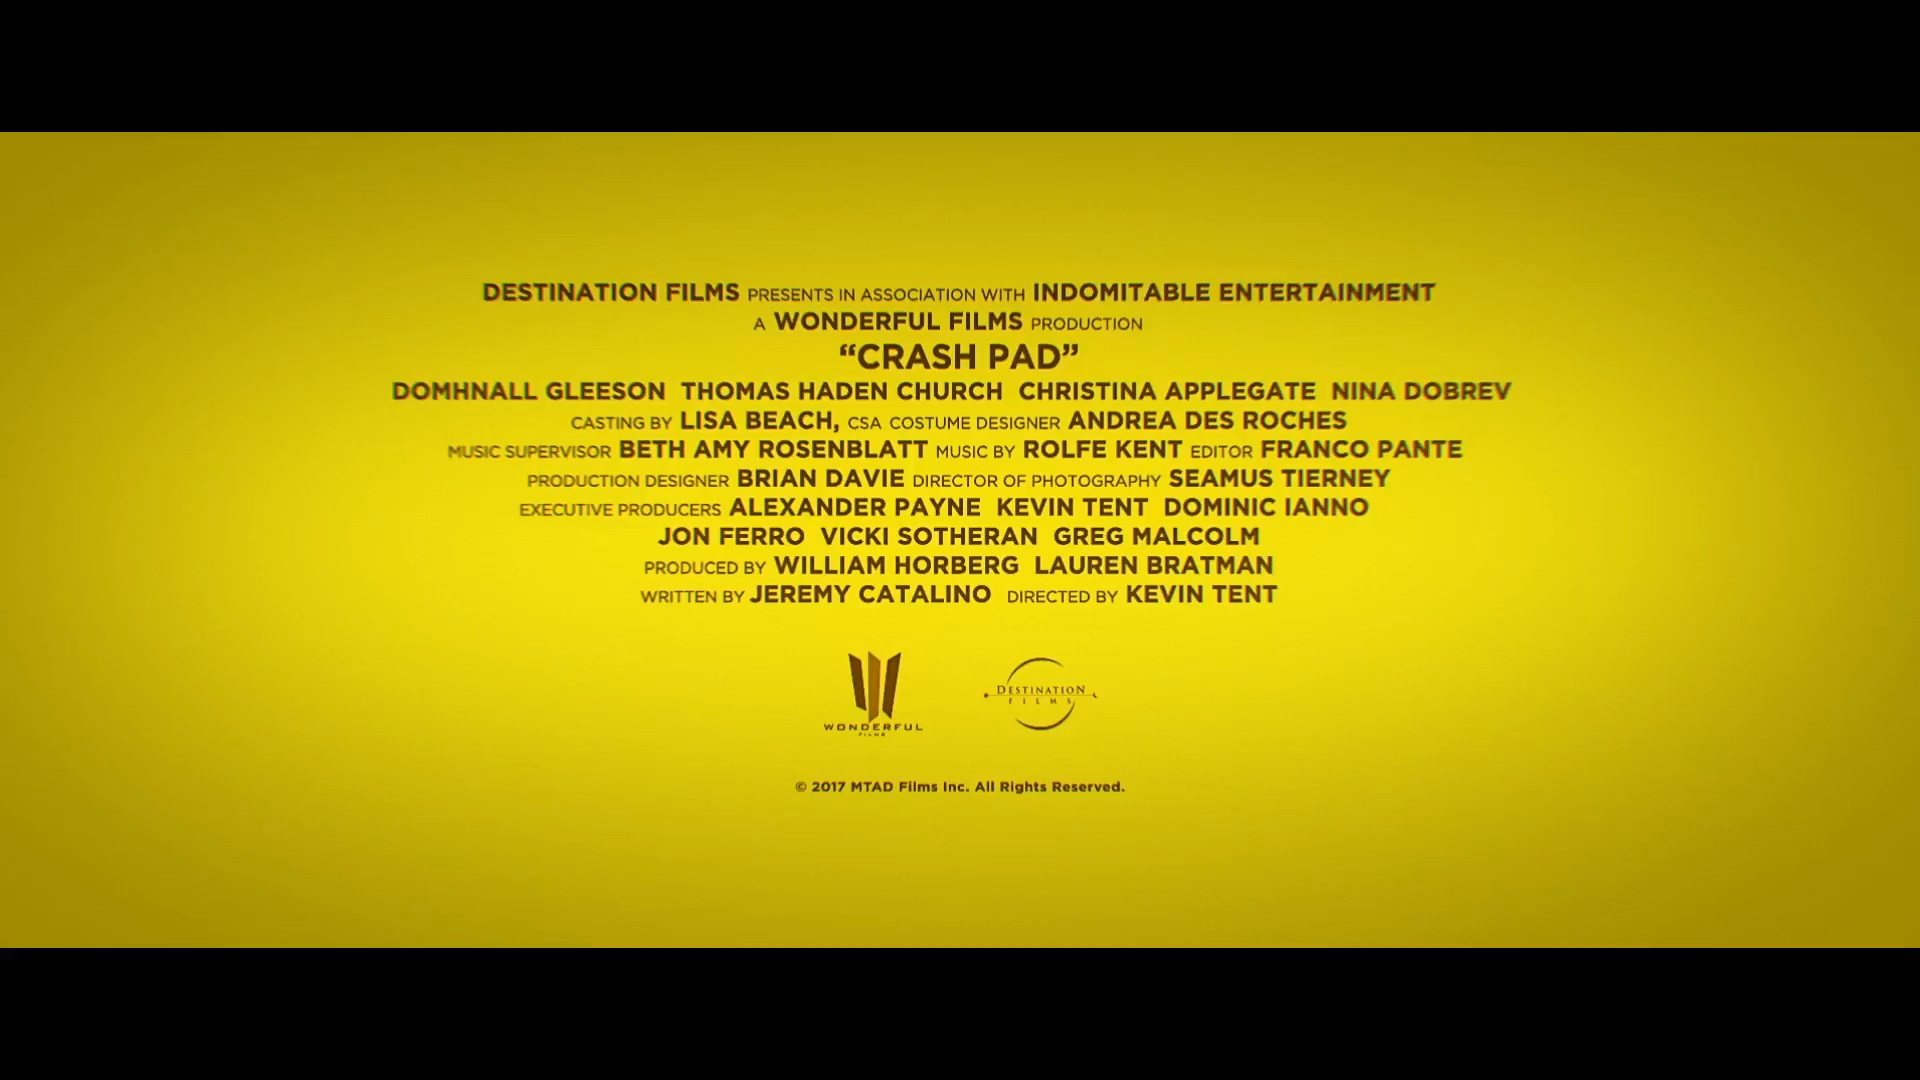 DESTINATION FILMS PRESENTS IN ASSOCIATION WITH INDOMITABLE ENTERTAINMENT
A WONDERFUL FILMS PRODUCTION
“CRASH PAD”
DOMHNALL GLEESON THOMAS HADEN CHURCH CHRISTINA APPLEGATE NINA DOBREV
CASTING BY LISA BEACH, CSA COSTUME DESIGNER ANDREA DES ROCHES
MUSIC SUPERVISOR BETH AMY ROSENBLATT MUSIC BY ROLFE KENT EDITOR FRANCO PANTE
PRODUCTION DESIGNER BRIAN DAVIE DIRECTOR OF PHOTOGRAPHY SEAMUS TIERNEY
EXECUTIVE PRODUCERS ALEXANDER PAYNE KEVIN TENT DOMINIC IANNO
JON FERRO VICKI SOTHERAN GREG MALCOLM
PRODUCED BY WILLIAM HORBERG LAUREN BRATMAN
WRITTEN BY JEREMY CATALINO DIRECTED BY KEVIN TENT
WONDERFUL
FILMS
DESTINATION
FILMS
© 2017 MTAD Films Inc. All Rights Reserved.